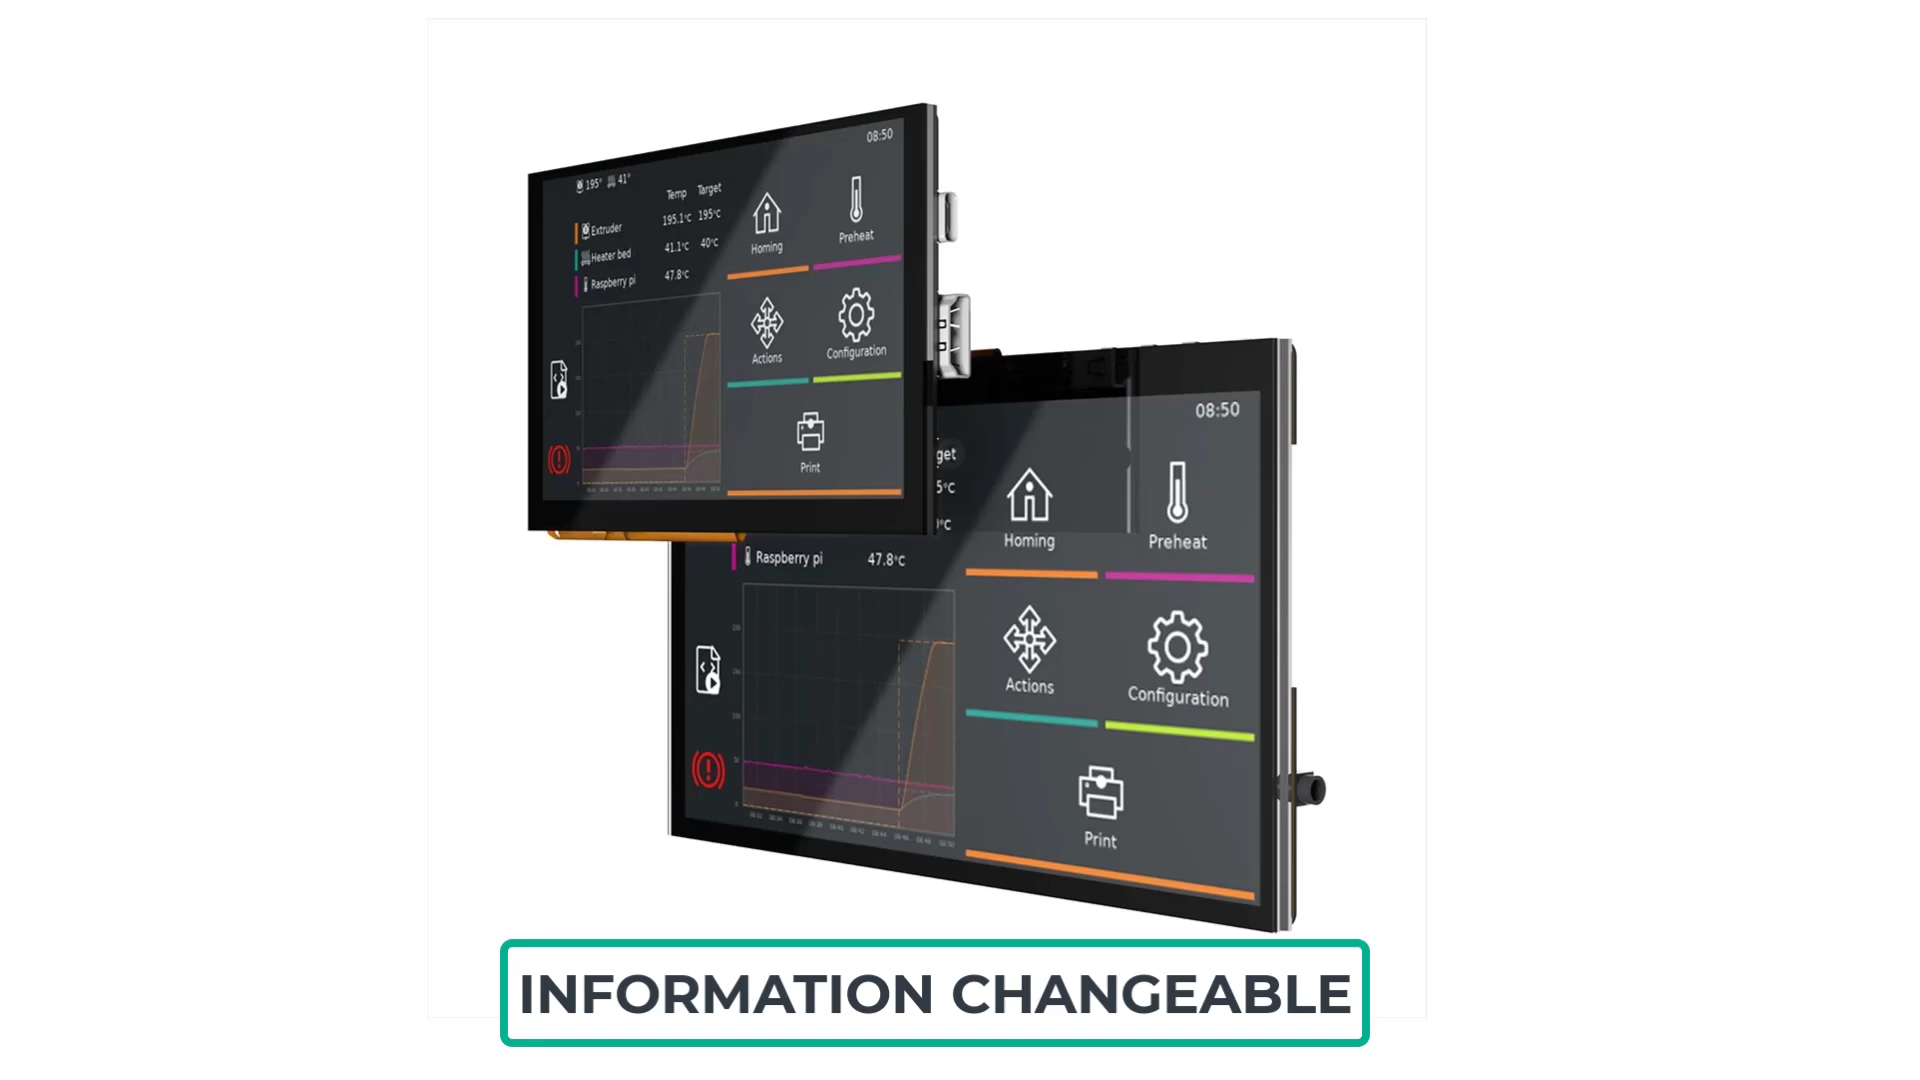 08:50
195° 41°
Temp Target
Extruder 195.1°C 195°C
Heater bed 41.1°C 40°C
Raspberry pi 47.8°C
Homing
Preheat
Actions
Configuration
Print
08:50
get
5°C
°C
Raspberry pi 47.8°C
Homing
Preheat
Actions
Configuration
Print
INFORMATION CHANGEABLE